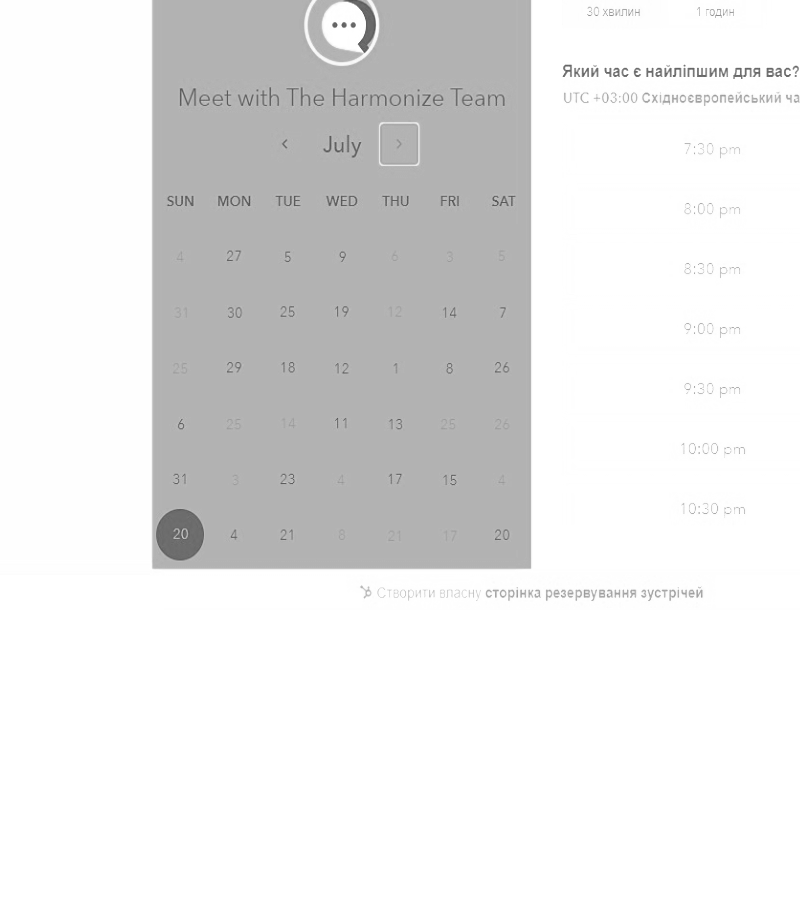 30 хвилин 1 годин
Який час є найліпшим для вас?
Meet with The Harmonize Team
UTC +03:00 Східноєвропейський ча
July
7:30 pm
SUN MON TUE WED THU FRI SAT
8:00 pm
4 27 5 9 6 3 5
8:30 pm
31 30 25 19 12 14 7
9:00 pm
25 29 18 12 1 8 26
9:30 pm
6 25 14 11 13 25 26
10:00 pm
31 3 23 4 17 15 4
10:30 pm
20 4 21 8 21 17 20
Створити власну сторінка резервування зустрічей